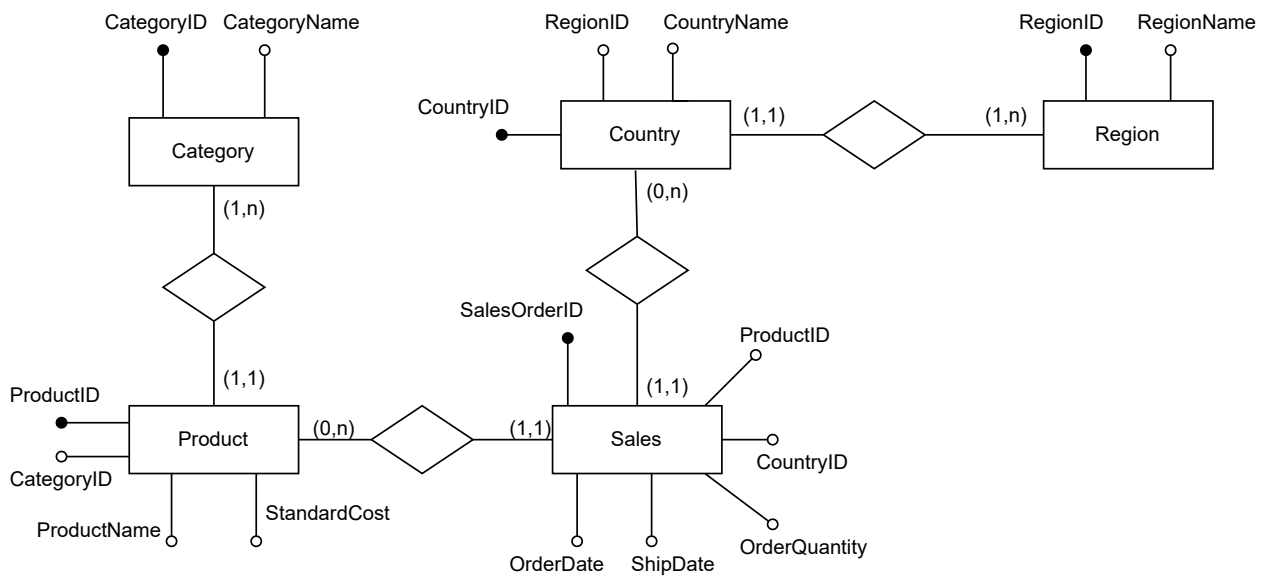 CategoryID CategoryName
RegionID CountryName
RegionID RegionName
CountryID
Category
Country
(1,1)
(1,n)
Region
(1,n)
(0,n)
SalesOrderID
ProductID
(1,1)
(1,1)
ProductID
Product
(0,n)
(1,1)
Sales
CategoryID
CountryID
ProductName
StandardCost
OrderDate
ShipDate
OrderQuantity